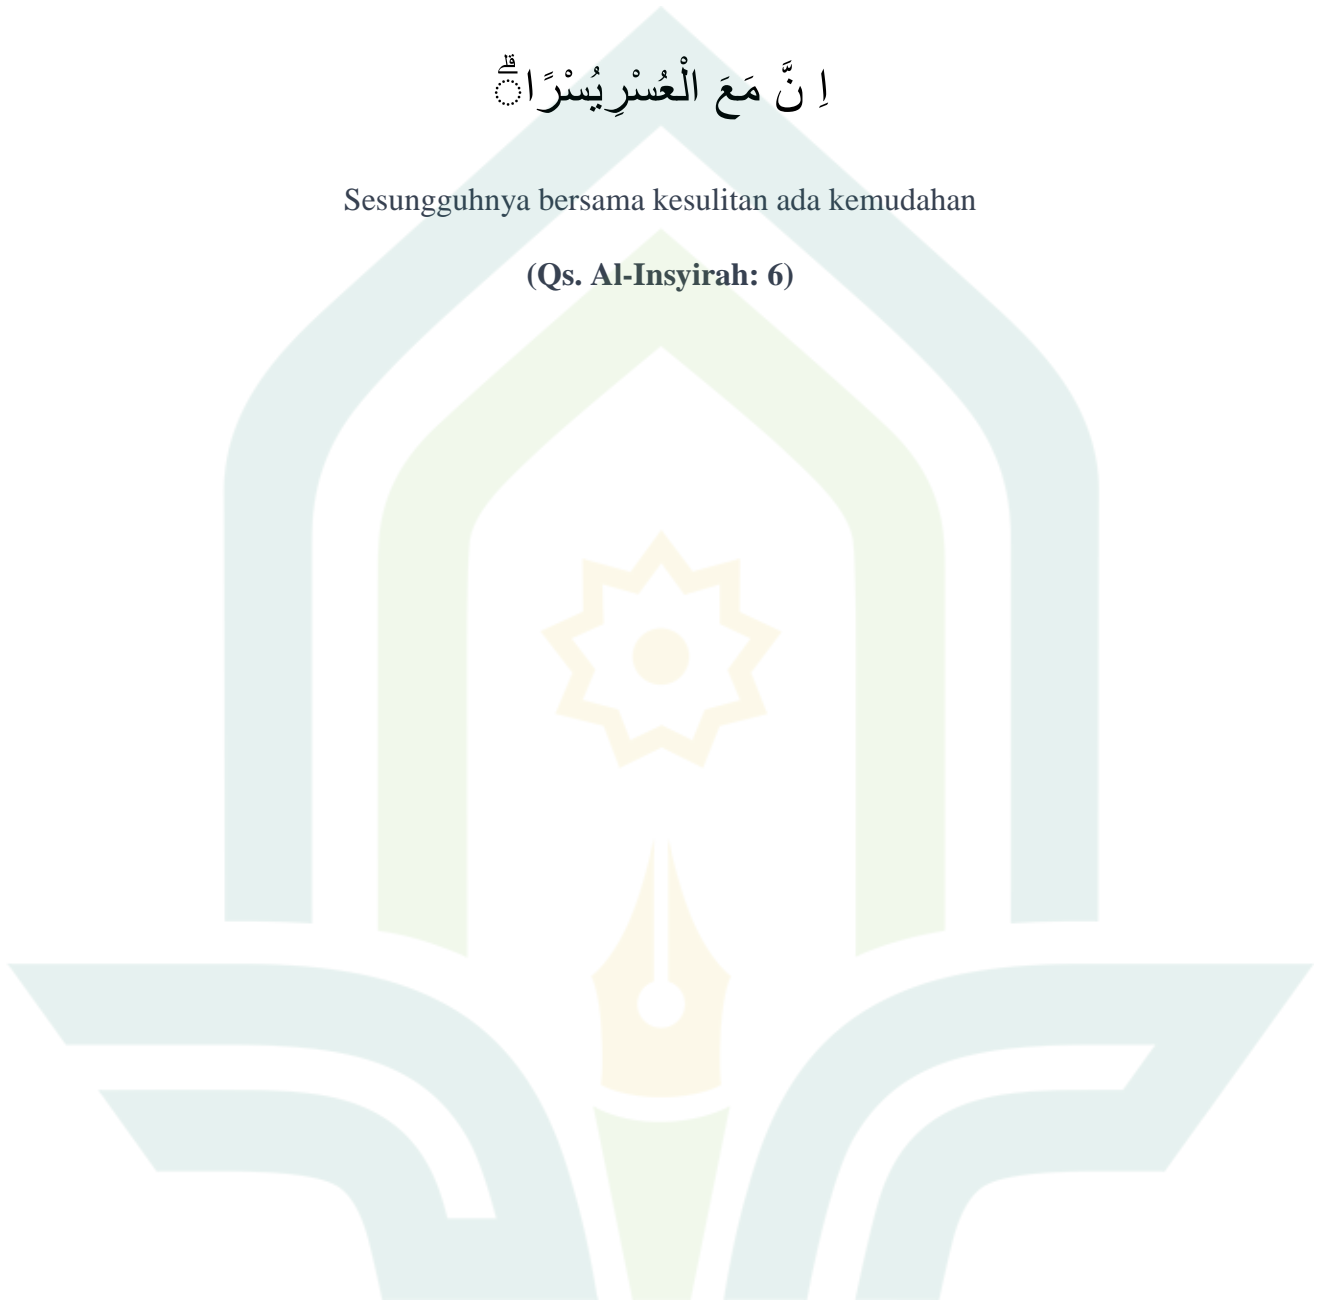 اِ نَّ مَعَ الْعُسْرِيُسْرًا ۗ
Sesungguhnya bersama kesulitan ada kemudahan
(Qs. Al-Insyirah: 6)